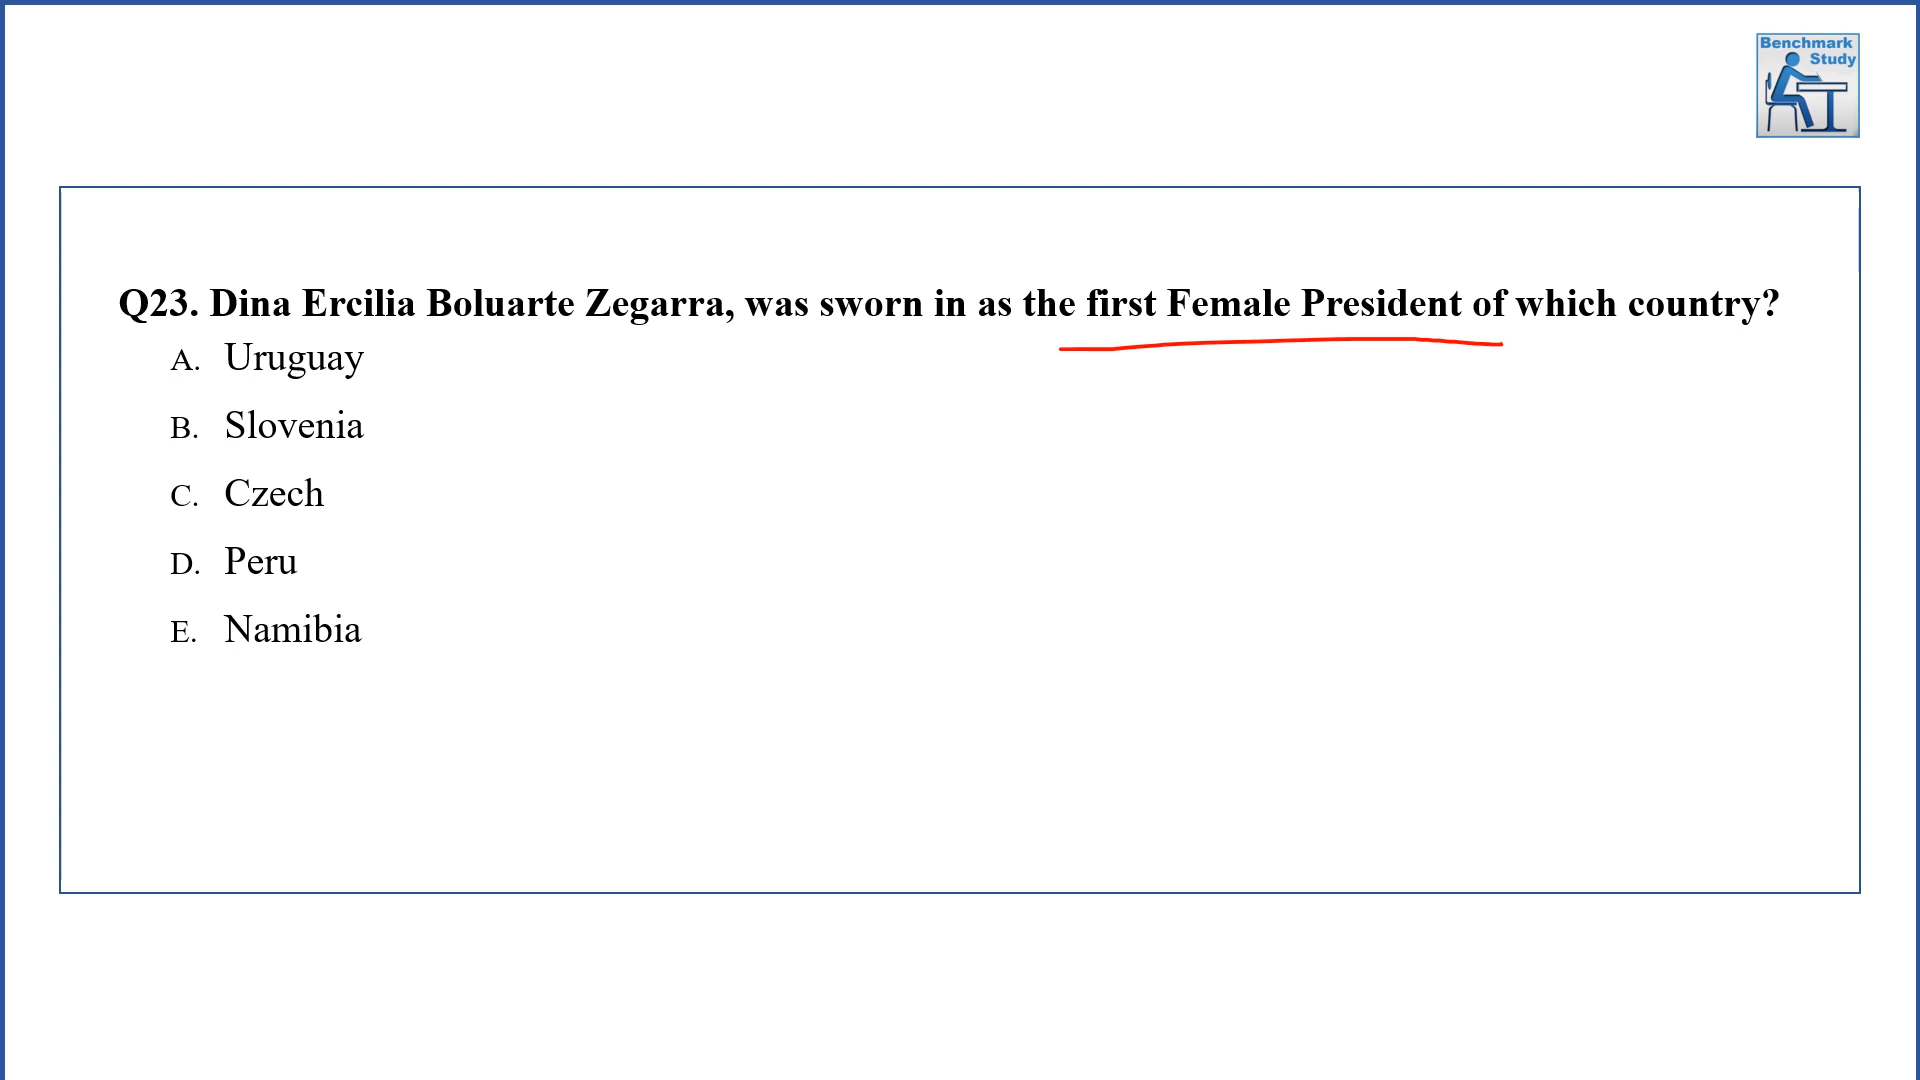 Benchmark
Study
Q23. Dina Ercilia Boluarte Zegarra, was sworn in as the first Female President of which country?
A. Uruguay
B. Slovenia
C. Czech
D. Peru
E. Namibia